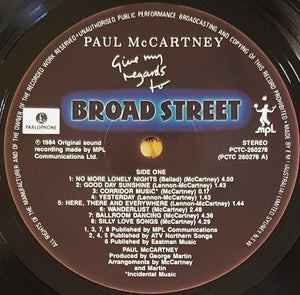 UNAUTHORISED PUBLIC PERFORMANCE BROADCASTING AND COPYING OF THIS RECORD
ALL RIGHTS OF THE MANUFACTURER AND OF THE OWNER OF THE RECORDED WORK RESERVED
PAUL McCARTNEY
Give my
regards
to
BROAD STREET
PARLOPHONE
mpl
℗ 1984 Original sound
recording made by MPL
Communications Ltd.
STEREO
PCTC-260278
(PCTC 260278 A)
SIDE ONE
1: NO MORE LONELY NIGHTS (Ballad) (McCartney) 4.50
2: GOOD DAY SUNSHINE (Lennon-McCartney) 1.43
3: CORRIDOR MUSIC* 0.17
4: YESTERDAY (Lennon-McCartney) 1.43
5: HERE, THERE AND EVERYWHERE (Lennon-McCartney) 1.44
6: WANDERLUST (McCartney) 2.48
7: BALLROOM DANCING (McCartney) 4.36
8: SILLY LOVE SONGS (McCartney) 4.29
1, 3, 7, 8 Published by MPL Communications
2, 4, 5 Published by ATV Northern Songs
6 Published by Eastman Music
PAUL McCARTNEY
Produced by George Martin
Arrangements by McCartney
and Martin
*Incidental Music